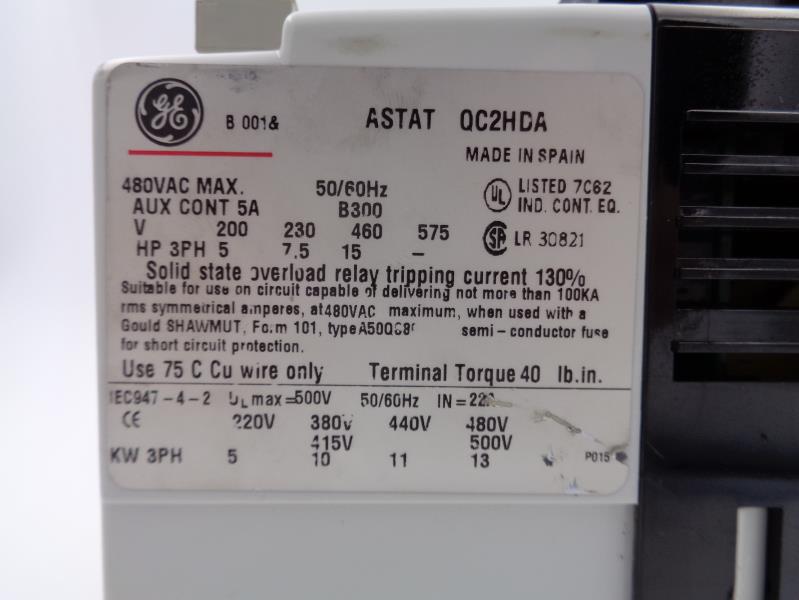 GE
B 001& ASTAT QC2HDA
MADE IN SPAIN
480VAC MAX. 50/60Hz
AUX CONT 5A B300
UL LISTED 7C62
IND. CONT. EQ.
V 200 230 460 575
HP 3PH 5 7.5 15 –
SA LR 30821
Solid state overload relay tripping current 130%
Suitable for use on circuit capable of delivering not more than 100KA
rms symmetrical amperes, at480VAC maximum, when used with a
Gould SHAWMUT, Form 101, type semi-conductor fuse
for short circuit protection.
Use 75 C Cu wire only Terminal Torque 40 lb.in.
IEC947-4-2 UL max=500V 50/60Hz IN=22A
CE 220V 380v 440V 480V
415V 500V
KW 3PH 5 10 11 13 P015